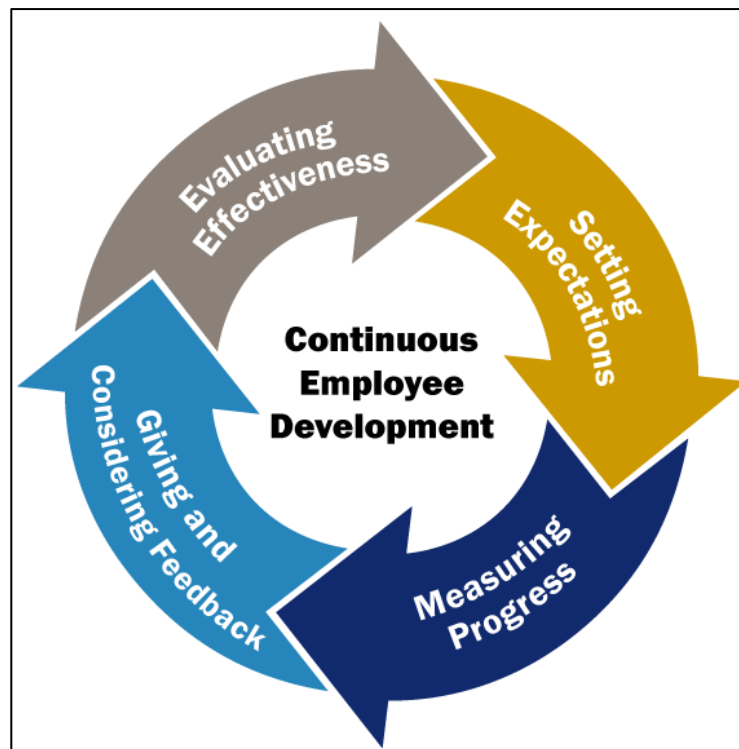 Evaluating
Effectiveness
Setting
Expectations
Continuous
Employee
Development
Measuring
Progress
Giving and
Considering Feedback